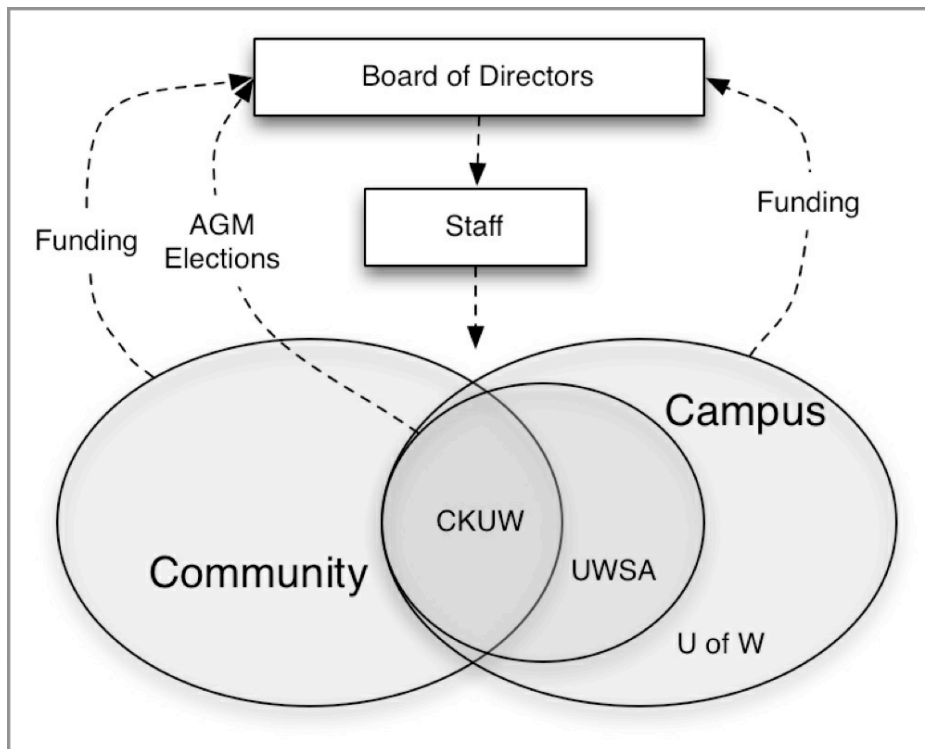 Board of Directors
Staff
Funding
AGM
Elections
Funding
Campus
CKUW
Community
UWSA
U of W